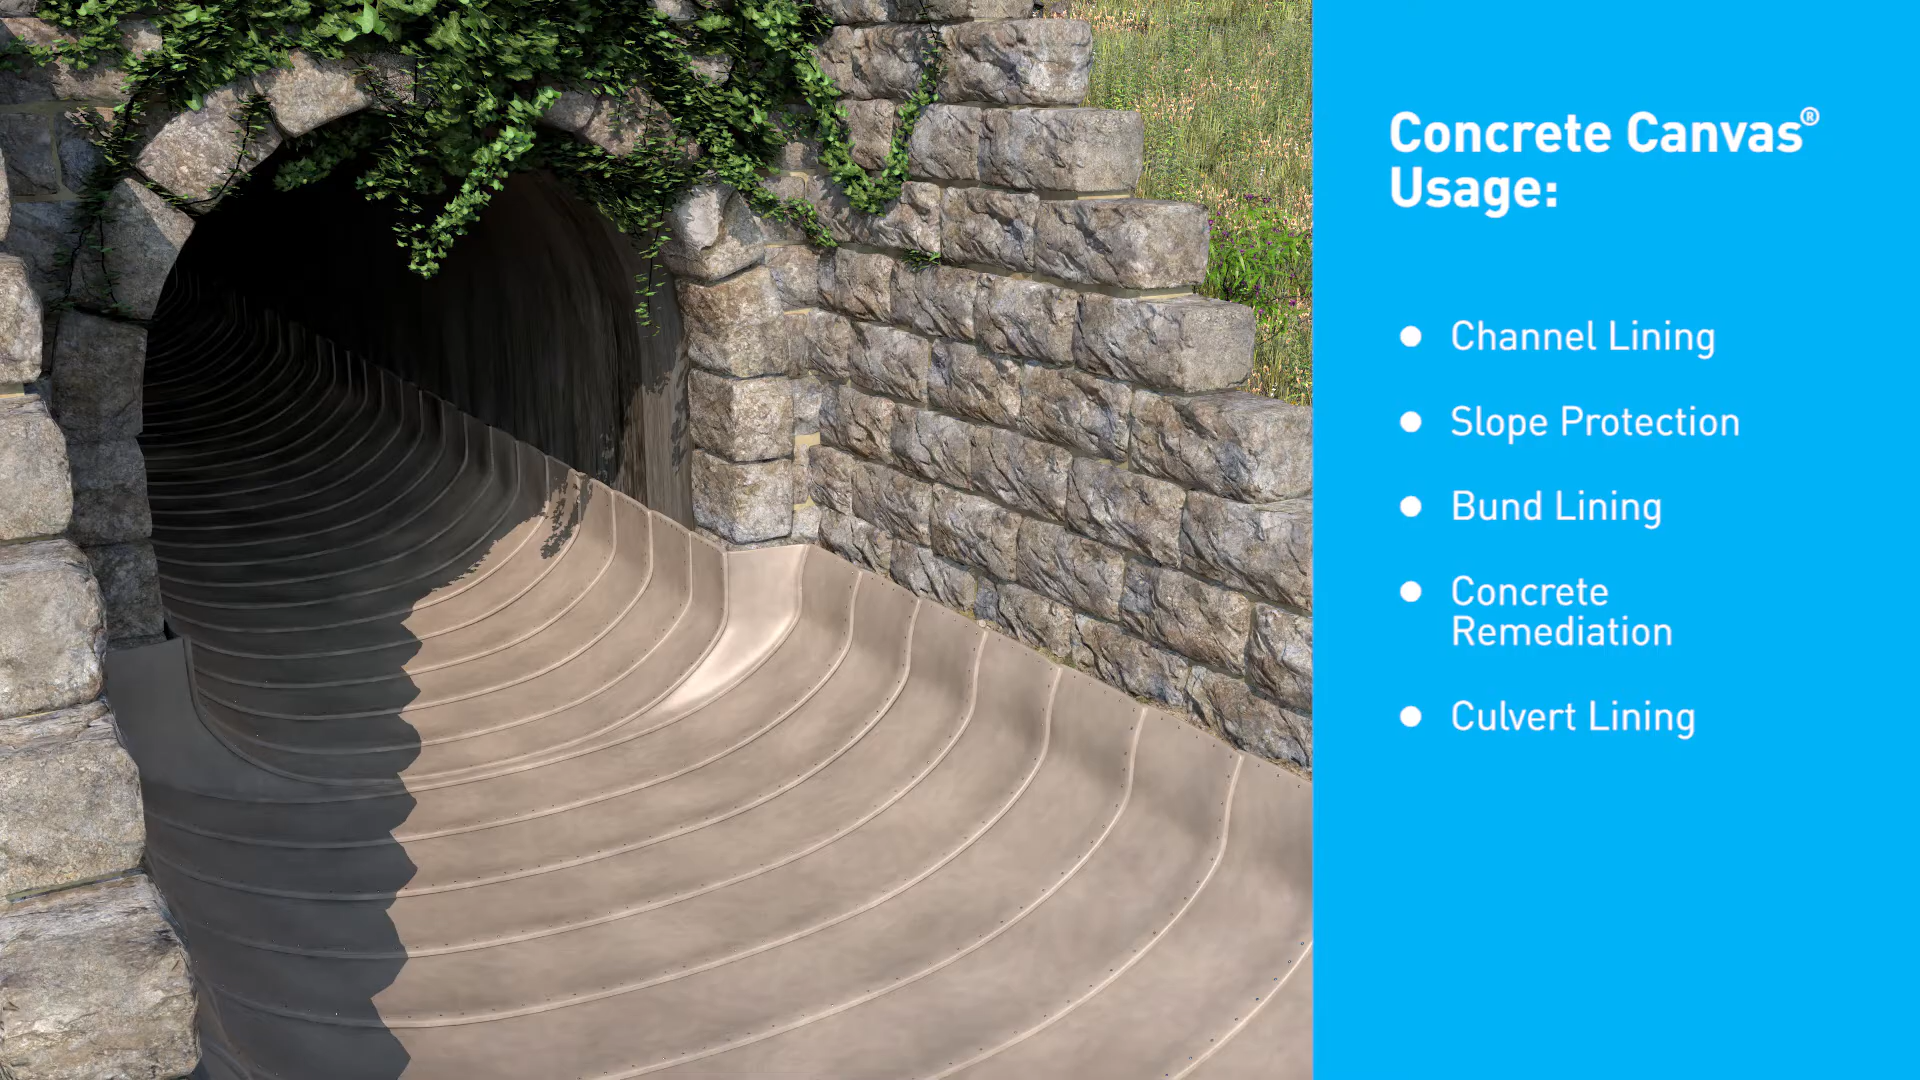 Concrete Canvas®
Usage:
● Channel Lining
● Slope Protection
● Bund Lining
● Concrete
Remediation
● Culvert Lining